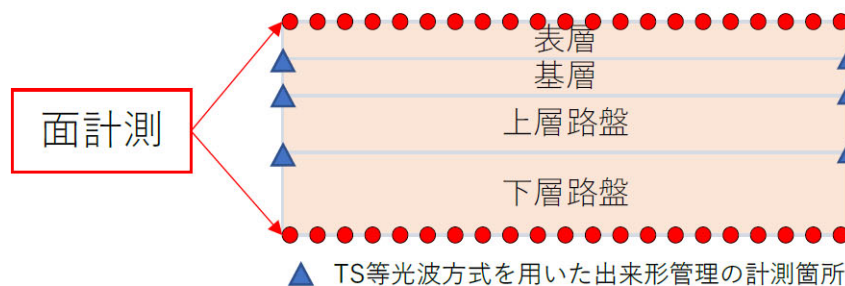 表層
基層
面計測
上層路盤
下層路盤
TS等光波方式を用いた出来形管理の計測箇所